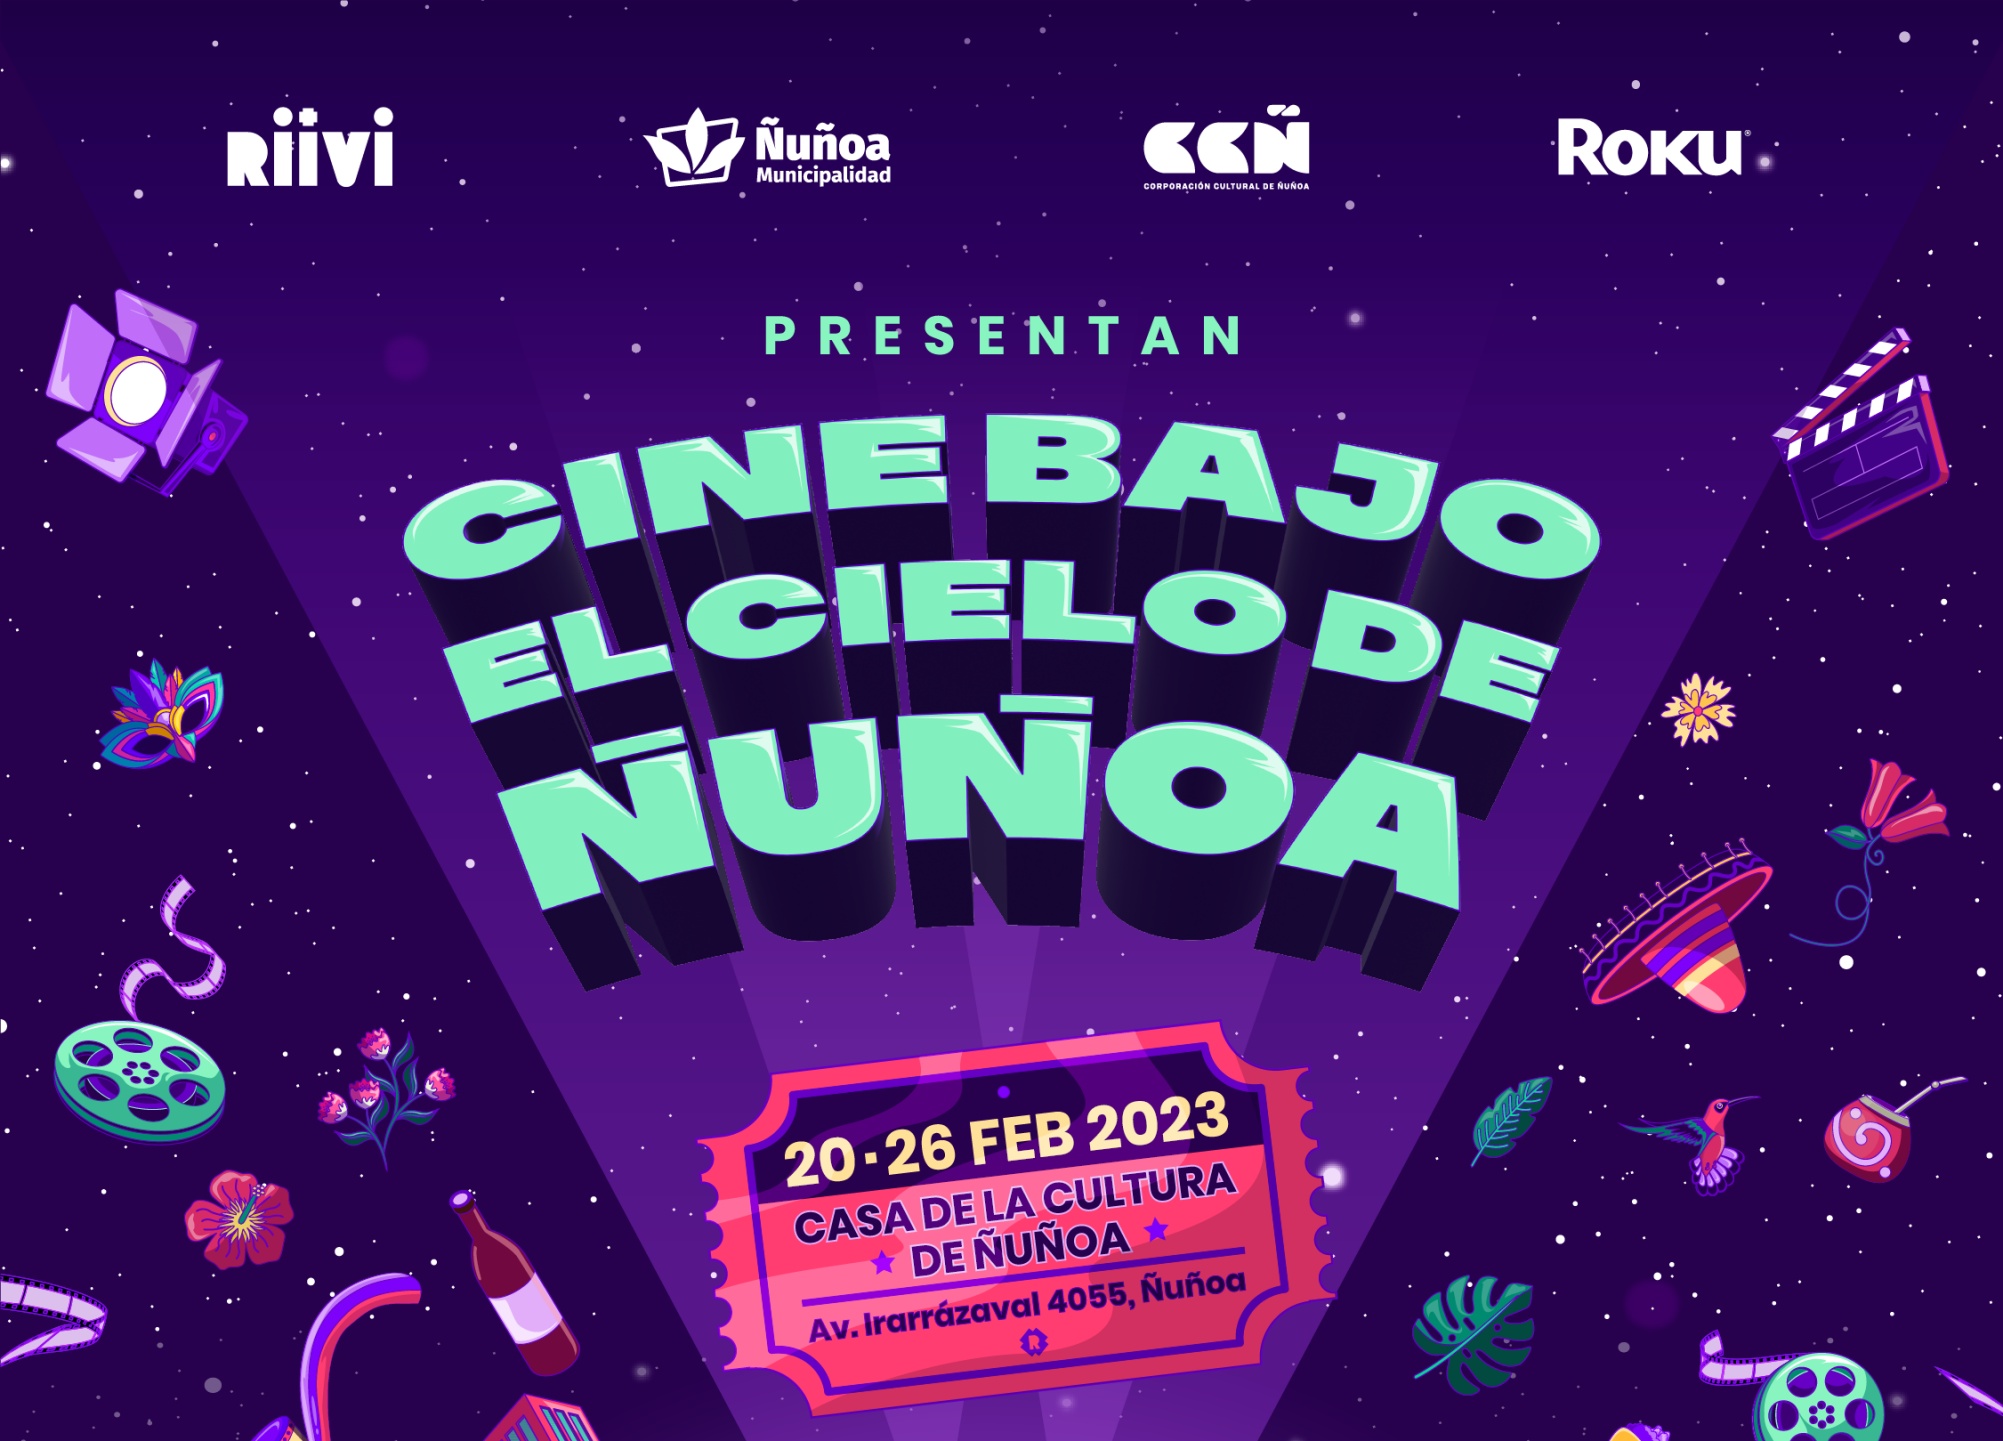 Riivi
Ñuñoa
Municipalidad
CCÑ
CORPORACIÓN CULTURAL DE ÑUÑOA
ROKU
PRESENTAN
CINE BAJO
EL CIELO DE
ÑUÑOA
20·26 FEB 2023
CASA DE LA CULTURA
DE ÑUÑOA
Av. Irarrázaval 4055, Ñuñoa
R